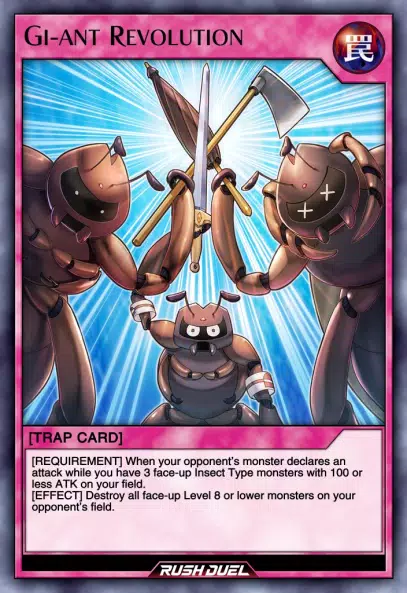 Gi-ant Revolution
罠
[TRAP CARD]
[REQUIREMENT] When your opponent's monster declares an
attack while you have 3 face-up Insect Type monsters with 100 or
less ATK on your field.
[EFFECT] Destroy all face-up Level 8 or lower monsters on your
opponent's field.
RUSH DUEL